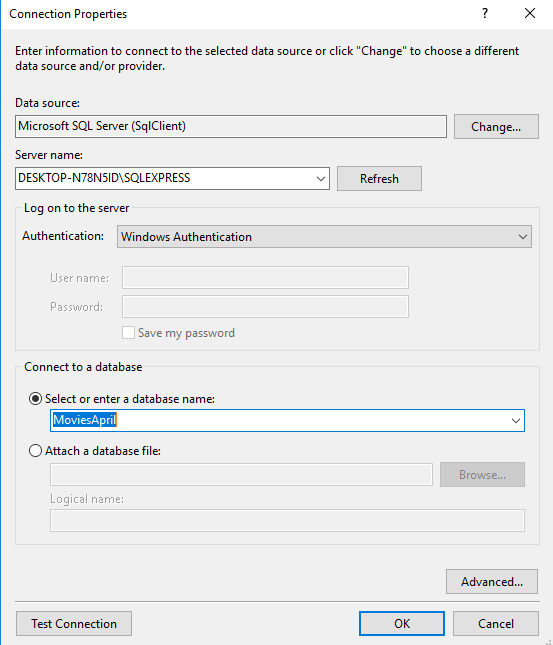 Connection Properties
?
Enter information to connect to the selected data source or click "Change" to choose a different
data source and/or provider.
Data source:
Microsoft SQL Server (SqlClient)
Change...
Server name:
DESKTOP-N78N5ID\SQLEXPRESS
Refresh
Log on to the server
Authentication:
Windows Authentication
User name:
Password:
Save my password
Connect to a database
Select or enter a database name:
MoviesApril
Attach a database file:
Browse...
Logical name:
Advanced...
Test Connection
OK
Cancel